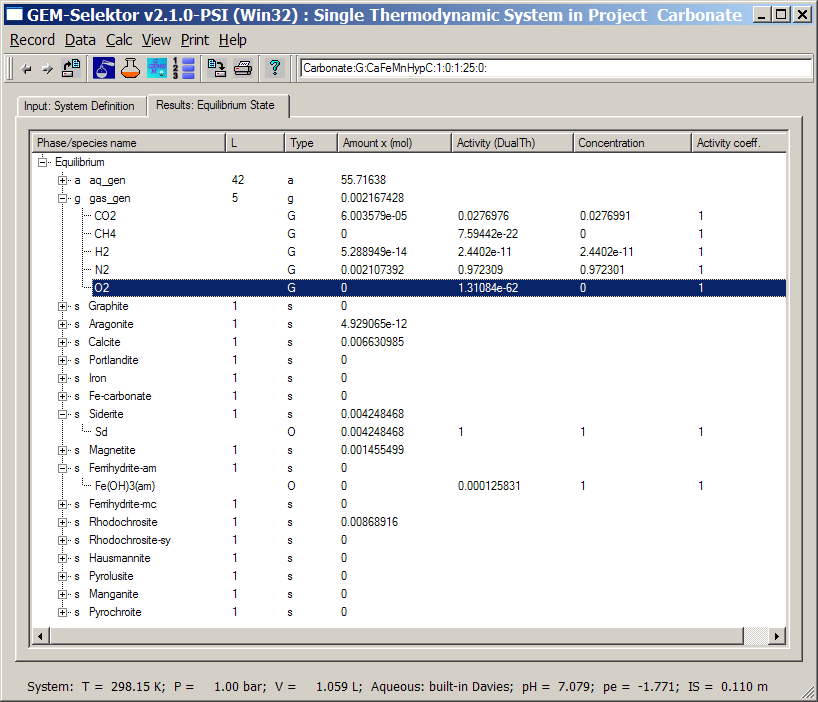 GEM-Selektor v2.1.0-PSI (Win32) : Single Thermodynamic System in Project Carbonate
Record Data Calc View Print Help
1 2 3 ? Carbonate:G:CaFeMnHypC:1:0:1:25:0:
Input: System Definition Results: Equilibrium State
Phase/species name L Type Amount x (mol) Activity (DualTh) Concentration Activity coeff.
Equilibrium
a aq_gen 42 a 55.71638
g gas_gen 5 g 0.002167428
CO2 G 6.003579e-05 0.0276976 0.0276991 1
CH4 G 0 7.59442e-22 0 1
H2 G 5.288949e-14 2.4402e-11 2.4402e-11 1
N2 G 0.002107392 0.972309 0.972301 1
O2 G 0 1.31084e-62 0 1
s Graphite 1 s 0
s Aragonite 1 s 4.929065e-12
s Calcite 1 s 0.006630985
s Portlandite 1 s 0
s Iron 1 s 0
s Fe-carbonate 1 s 0
s Siderite 1 s 0.004248468
Sd O 0.004248468 1 1 1
s Magnetite 1 s 0.001455499
s Ferrihydrite-am 1 s 0
Fe(OH)3(am) O 0 0.000125831 1 1
s Ferrihydrite-mc 1 s 0
s Rhodochrosite 1 s 0.00868916
s Rhodochrosite-sy 1 s 0
s Hausmannite 1 s 0
s Pyrolusite 1 s 0
s Manganite 1 s 0
s Pyrochroite 1 s 0
System: T = 298.15 K; P = 1.00 bar; V = 1.059 L; Aqueous: built-in Davies; pH = 7.079; pe = -1.771; IS = 0.110 m